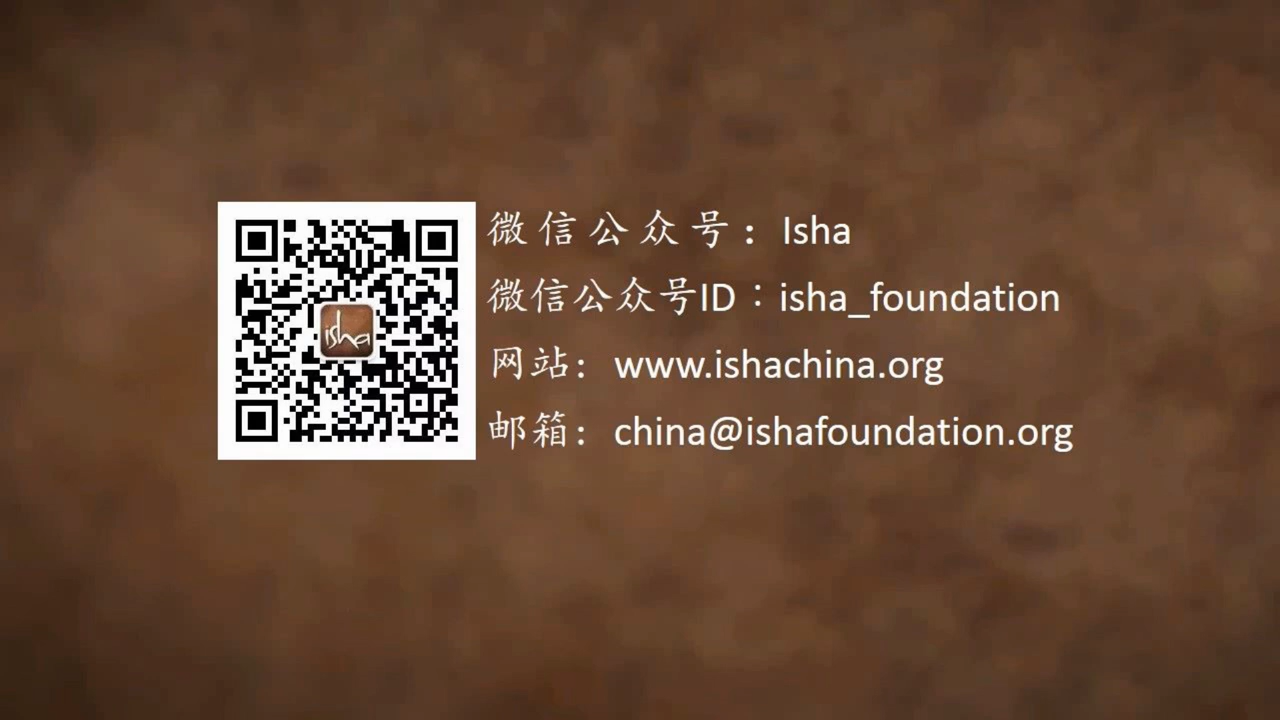 微信公众号：Isha
微信公众号ID：isha_foundation
网站：www.ishachina.org
邮箱：china@ishafoundation.org
isha